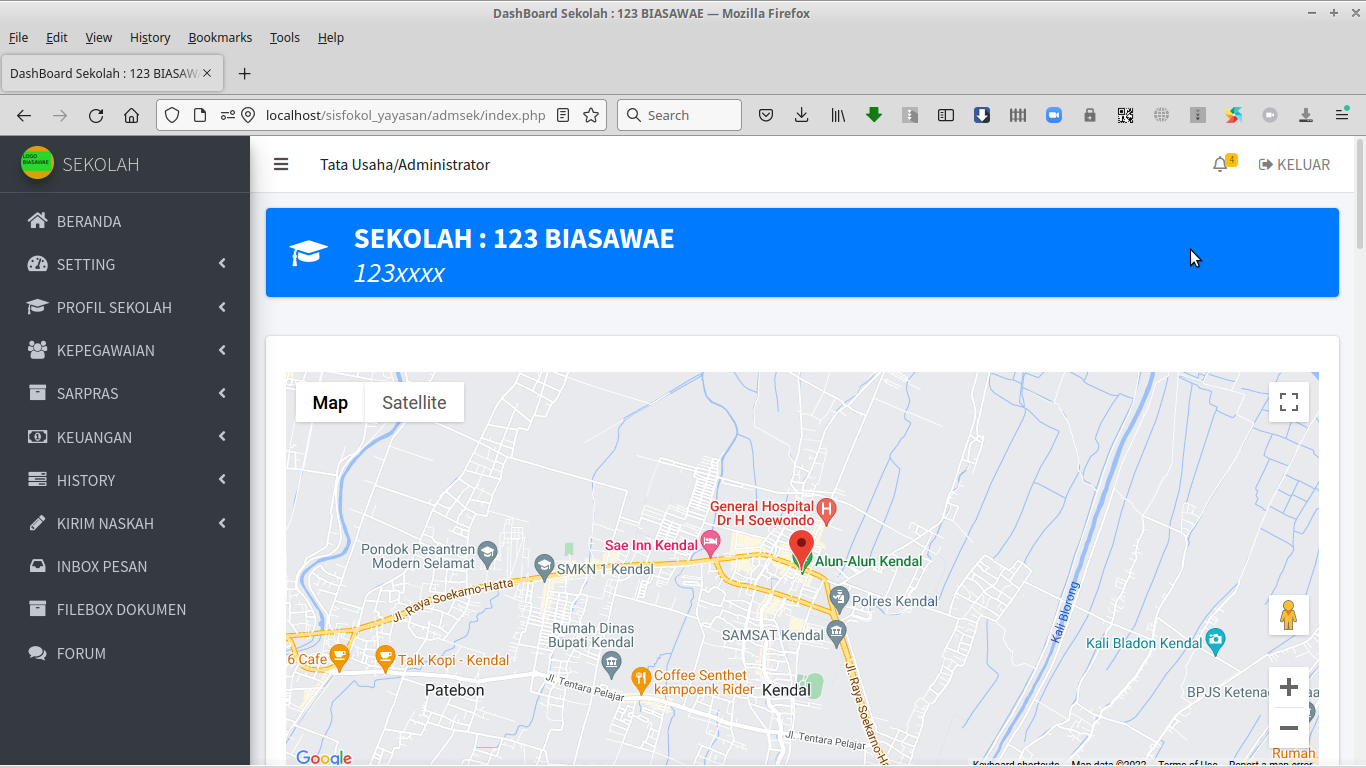 DashBoard Sekolah : 123 BIASAWAE — Mozilla Firefox
File Edit View History Bookmarks Tools Help
DashBoard Sekolah : 123 BIASAW
localhost/sisfokol_yayasan/admsek/index.php
Search
LOGO
BIASAWAE
SEKOLAH
Tata Usaha/Administrator
4
KELUAR
BERANDA
SETTING
PROFIL SEKOLAH
KEPEGAWAIAN
SARPRAS
KEUANGAN
HISTORY
KIRIM NASKAH
INBOX PESAN
FILEBOX DOKUMEN
FORUM
SEKOLAH : 123 BIASAWAE
123xxxx
Map Satellite
General Hospital
Dr H Soewondo
Sae Inn Kendal
Pondok Pesantren
Modern Selamat
SMKN 1 Kendal
Alun-Alun Kendal
Jl. Raya Soekarno-Hatta
Polres Kendal
Kali Blorong
Rumah Dinas
Bupati Kendal
SAMSAT Kendal
Kali Bladon Kendal
6 Cafe
Talk Kopi - Kendal
Coffee Senthet
kampoenk Rider
Patebon
Jl. Tentara Pelajar
Kendal
Jl. Raya Soekarno-Ha
BPJS Ketena
Jl. Tentara Pelajar
Google
Rumah
Keyboard shortcuts Map data ©2022 Terms of Use Report a map error